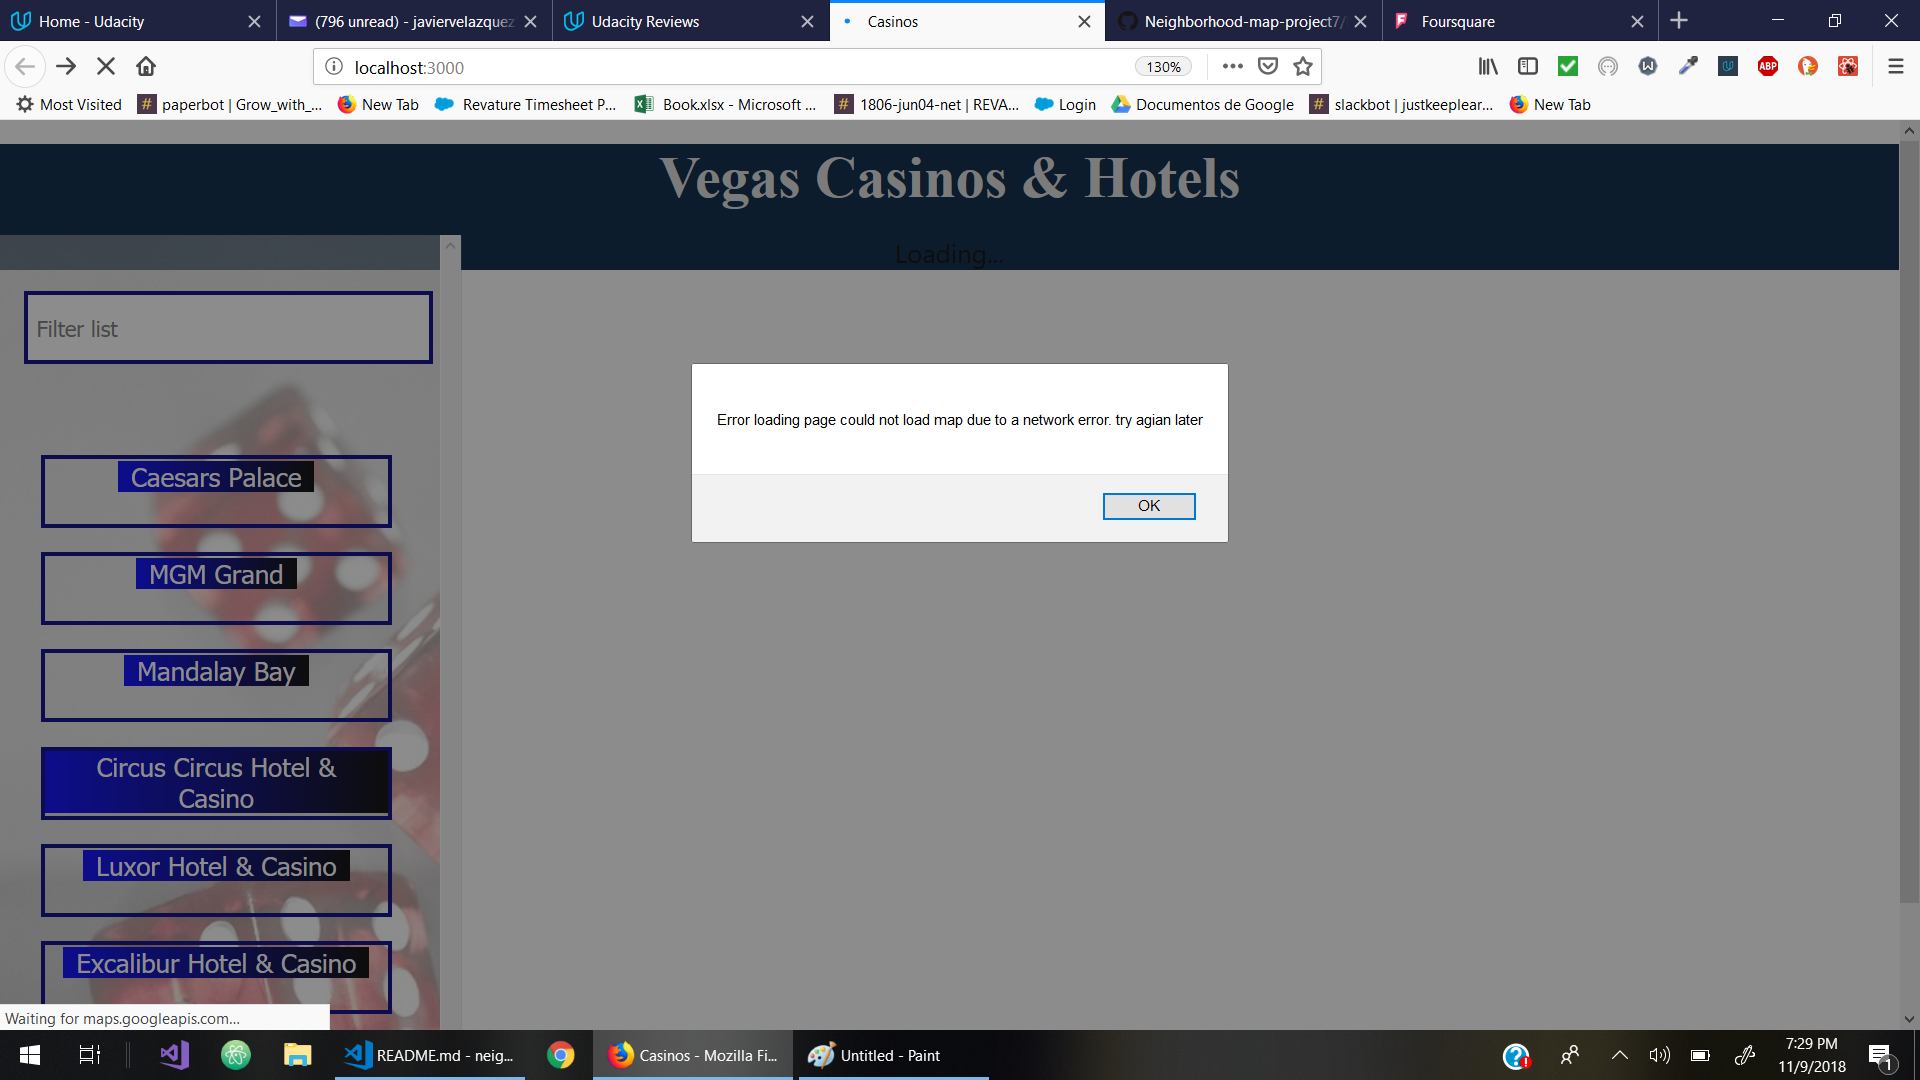 Home - Udacity
(796 unread) - javiervelazquez
Udacity Reviews
Casinos
Neighborhood-map-project7/
Foursquare
localhost:3000
130%
Most Visited
# paperbot | Grow_with_...
New Tab
Revature Timesheet P...
Book.xlsx - Microsoft ...
# 1806-jun04-net | REVA...
Login
Documentos de Google
# slackbot | justkeeplear...
New Tab
ABP
Vegas Casinos & Hotels
Loading...
Filter list
Error loading page could not load map due to a network error. try agian later
OK
Caesars Palace
MGM Grand
Mandalay Bay
Circus Circus Hotel &
Casino
Luxor Hotel & Casino
Excalibur Hotel & Casino
Waiting for maps.googleapis.com...
README.md - neig...
Casinos - Mozilla Fi...
Untitled - Paint
7:29 PM
11/9/2018
1